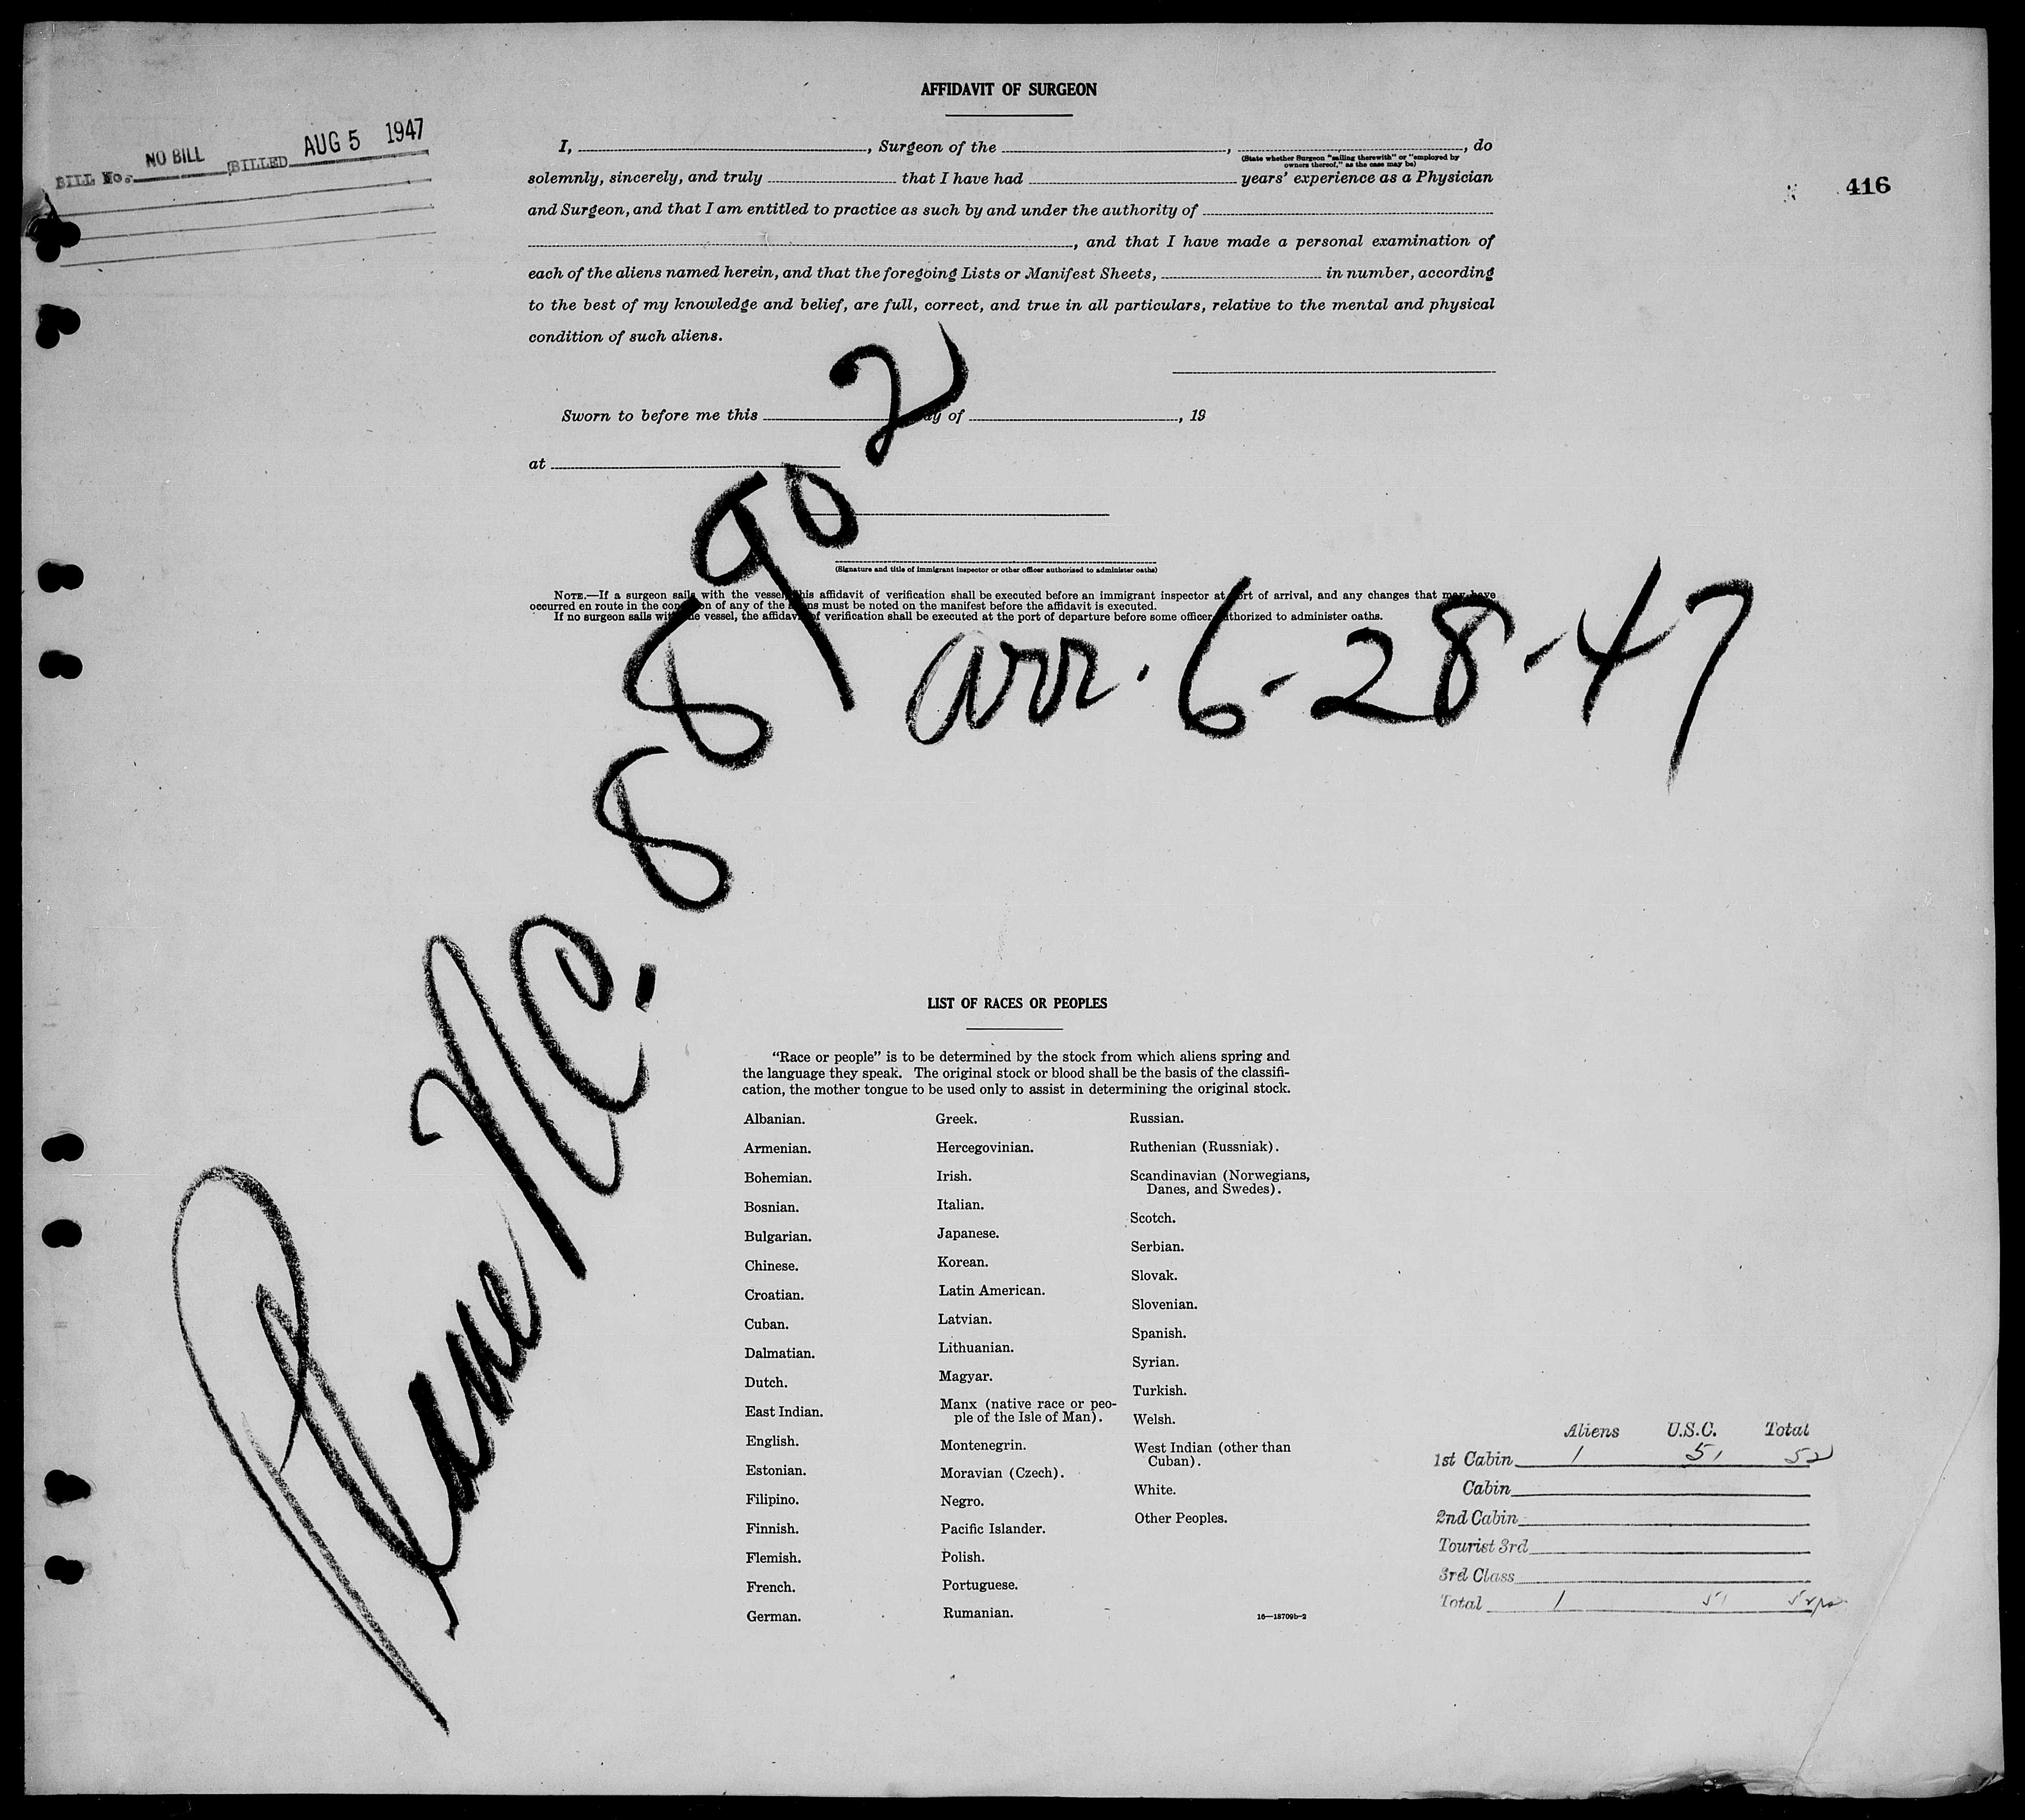 AFFIDAVIT OF SURGEON
BILL No. NO BILL BILLED AUG 5 1947
416
I, , Surgeon of the , , do
(State whether Surgeon "sailing therewith" or "employed by
owners thereof," as the case may be)
solemnly, sincerely, and truly that I have had years' experience as a Physician
and Surgeon, and that I am entitled to practice as such by and under the authority of
, and that I have made a personal examination of
each of the aliens named herein, and that the foregoing Lists or Manifest Sheets, in number, according
to the best of my knowledge and belief, are full, correct, and true in all particulars, relative to the mental and physical
condition of such aliens.
Sworn to before me this day of , 19
at
(Signature and title of immigrant inspector or other officer authorized to administer oaths)
NOTE.—If a surgeon sails with the vessel, this affidavit of verification shall be executed before an immigrant inspector at port of arrival, and any changes that may have
occurred en route in the condition of any of the aliens must be noted on the manifest before the affidavit is executed.
If no surgeon sails with the vessel, the affidavit of verification shall be executed at the port of departure before some officer authorized to administer oaths.
Plane NC. 88902
arr. 6-28-47
LIST OF RACES OR PEOPLES
"Race or people" is to be determined by the stock from which aliens spring and
the language they speak. The original stock or blood shall be the basis of the classifi-
cation, the mother tongue to be used only to assist in determining the original stock.
Albanian.
Armenian.
Bohemian.
Bosnian.
Bulgarian.
Chinese.
Croatian.
Cuban.
Dalmatian.
Dutch.
East Indian.
English.
Estonian.
Filipino.
Finnish.
Flemish.
French.
German.
Greek.
Hercegovinian.
Irish.
Italian.
Japanese.
Korean.
Latin American.
Latvian.
Lithuanian.
Magyar.
Manx (native race or peo-
ple of the Isle of Man).
Montenegrin.
Moravian (Czech).
Negro.
Pacific Islander.
Polish.
Portuguese.
Rumanian.
Russian.
Ruthenian (Russniak).
Scandinavian (Norwegians,
Danes, and Swedes).
Scotch.
Serbian.
Slovak.
Slovenian.
Spanish.
Syrian.
Turkish.
Welsh.
West Indian (other than
Cuban).
White.
Other Peoples.
16—18709b-2
Aliens U.S.C. Total
1st Cabin 1 51 52
Cabin
2nd Cabin
Tourist 3rd
3rd Class
Total 1 51 52